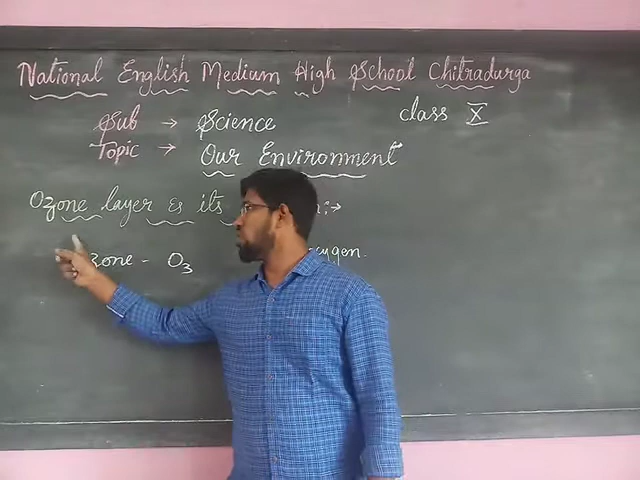 National English Medium High School Chitradurga
Sub → Science class X
Topic → Our Environment
Ozone layer & its
zone - O3